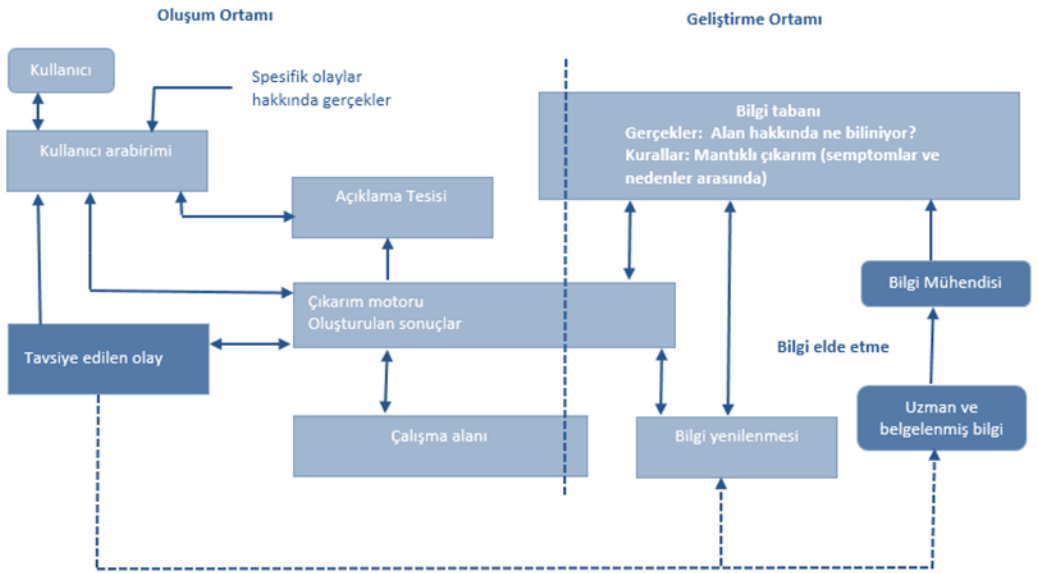 Oluşum Ortamı
Geliştirme Ortamı
Kullanıcı
Spesifik olaylar
hakkında gerçekler
Kullanıcı arabirimi
Bilgi tabanı
Gerçekler: Alan hakkında ne biliniyor?
Kurallar: Mantıklı çıkarım (semptomlar ve
nedenler arasında)
Açıklama Tesisi
Bilgi Mühendisi
Çıkarım motoru
Oluşturulan sonuçlar
Tavsiye edilen olay
Bilgi elde etme
Uzman ve
belgelenmiş bilgi
Çalışma alanı
Bilgi yenilenmesi